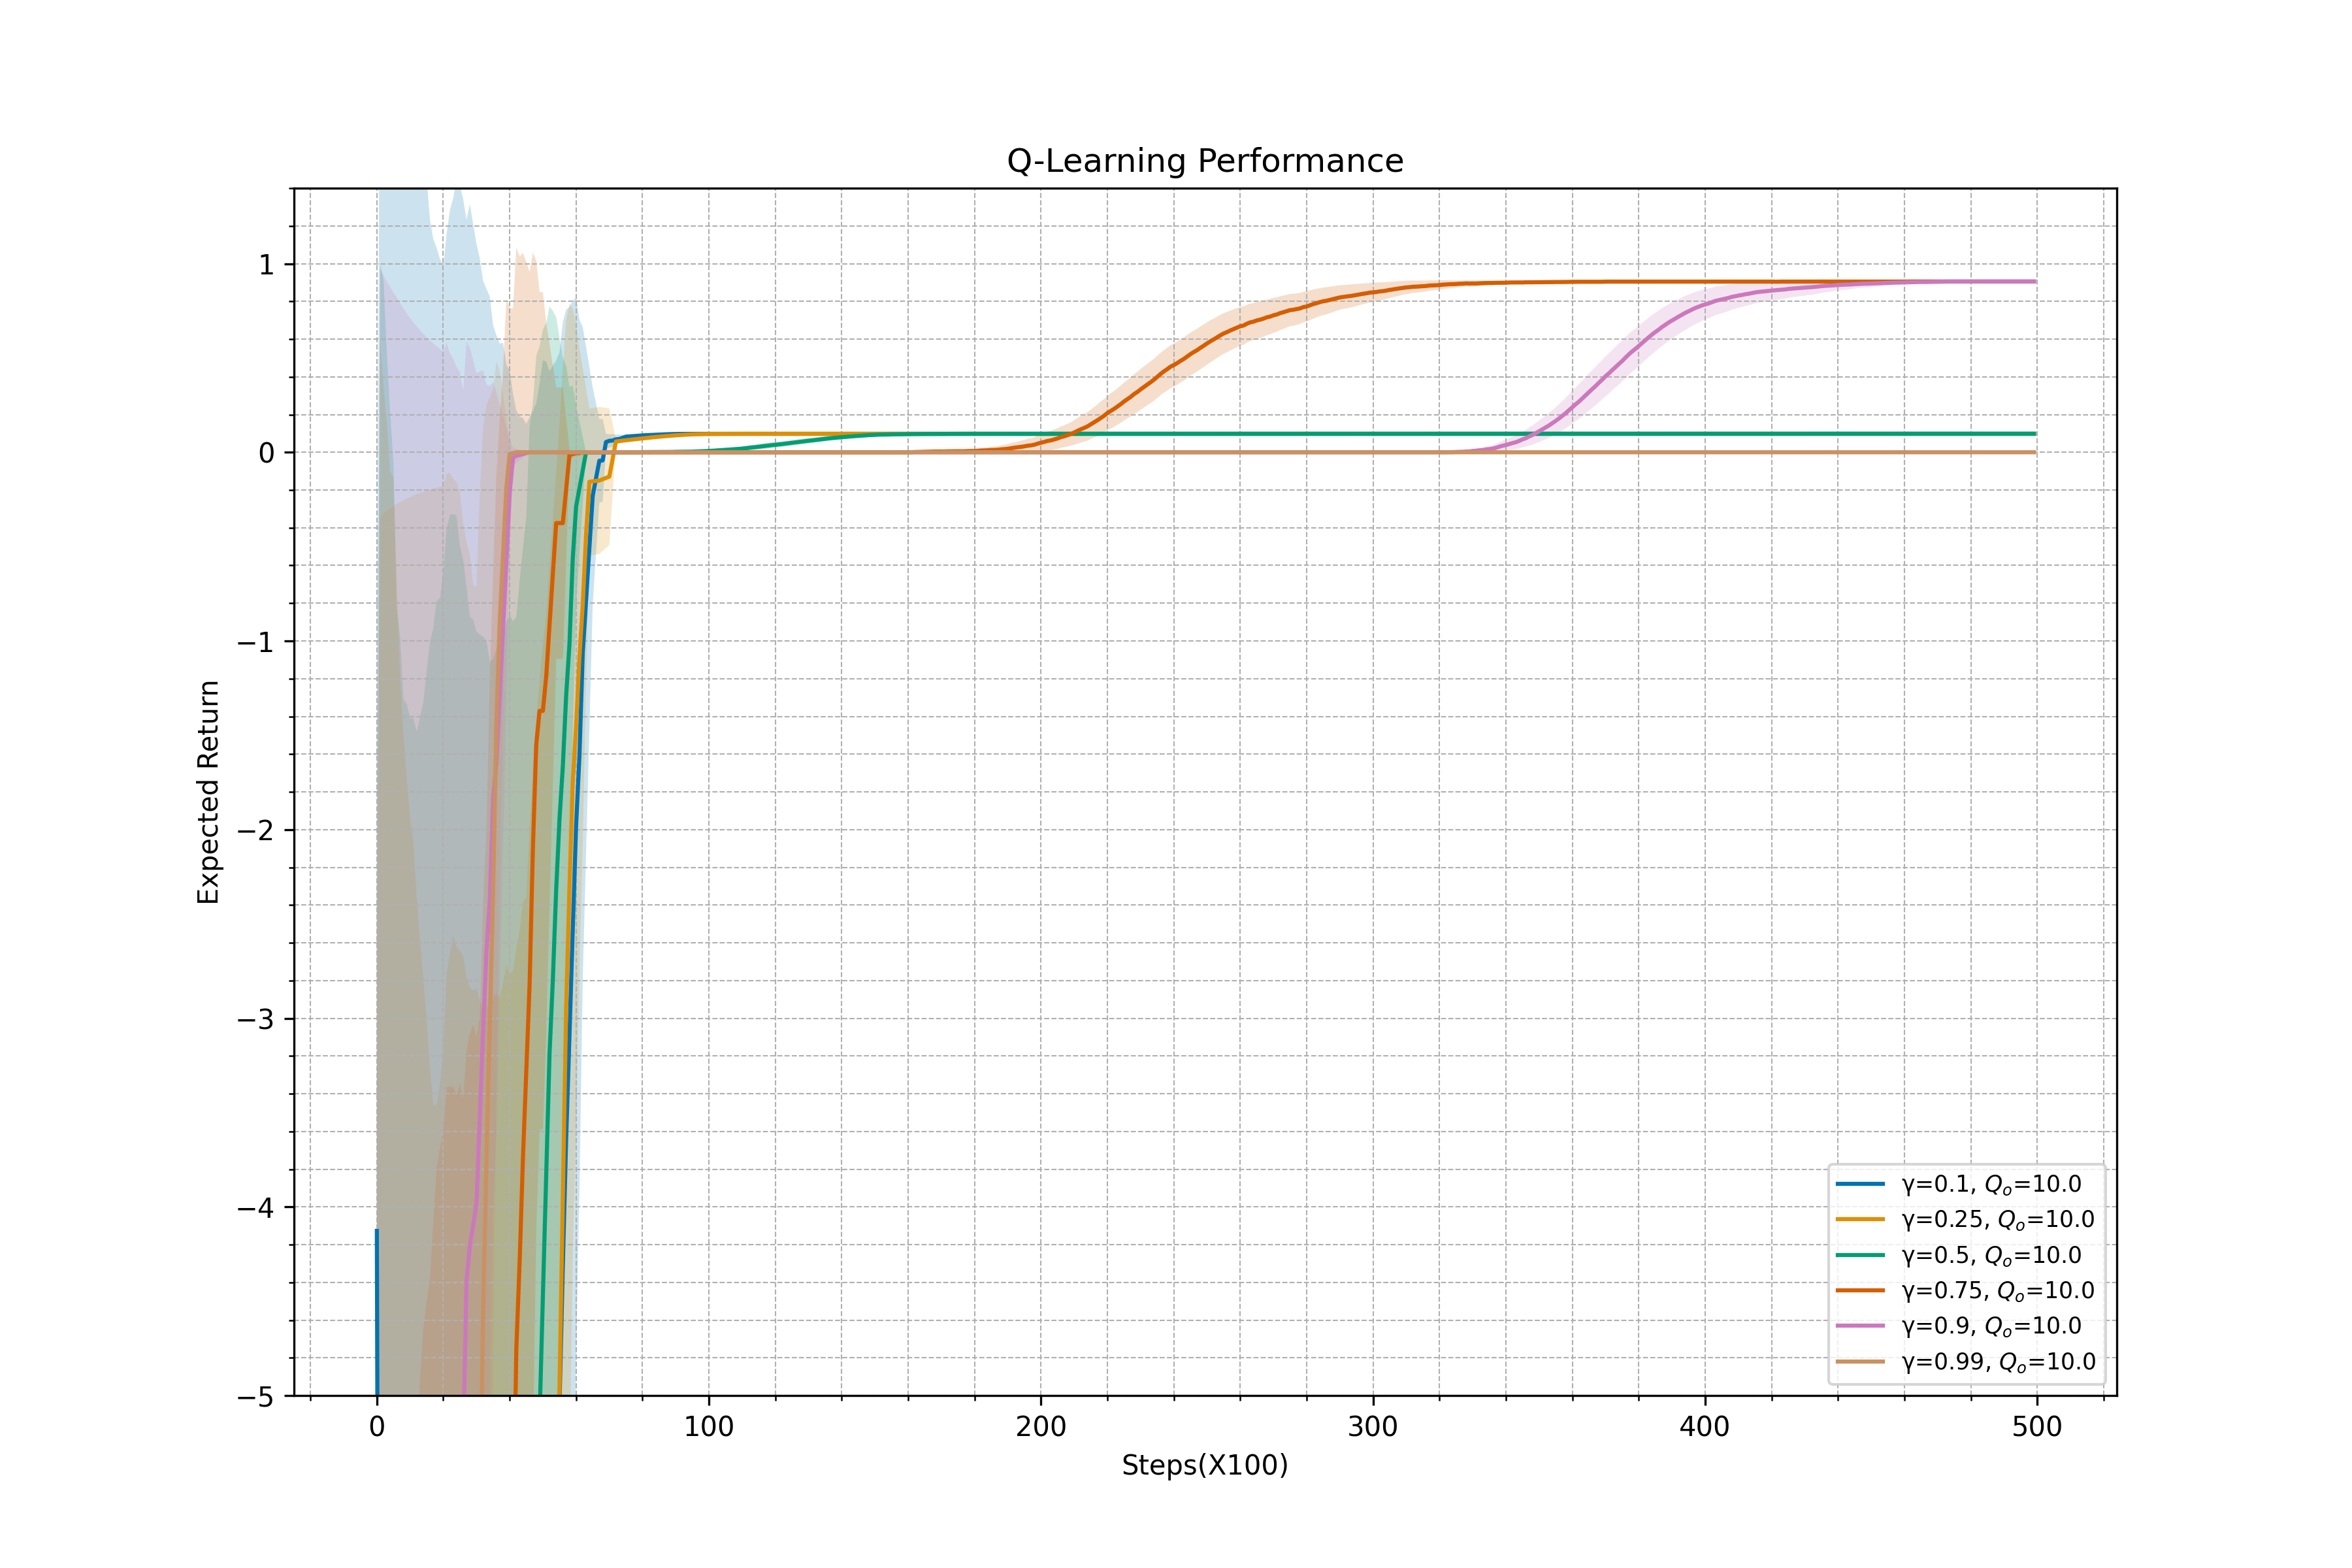 Q-Learning Performance
Expected Return
1
0
−1
−2
−3
−4
−5
0 100 200 300 400 500
Steps(X100)
γ=0.1, Qo=10.0
γ=0.25, Qo=10.0
γ=0.5, Qo=10.0
γ=0.75, Qo=10.0
γ=0.9, Qo=10.0
γ=0.99, Qo=10.0